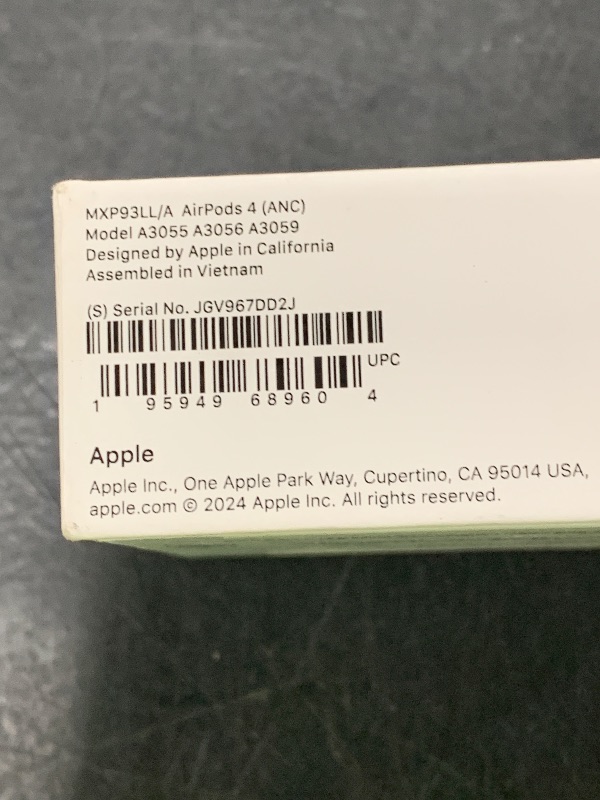 MXP93LL/A AirPods 4 (ANC)
Model A3055 A3056 A3059
Designed by Apple in California
Assembled in Vietnam
(S) Serial No. JGV967DD2J
UPC
1 95949 68960 4
Apple
Apple Inc., One Apple Park Way, Cupertino, CA 95014 USA,
apple.com © 2024 Apple Inc. All rights reserved.